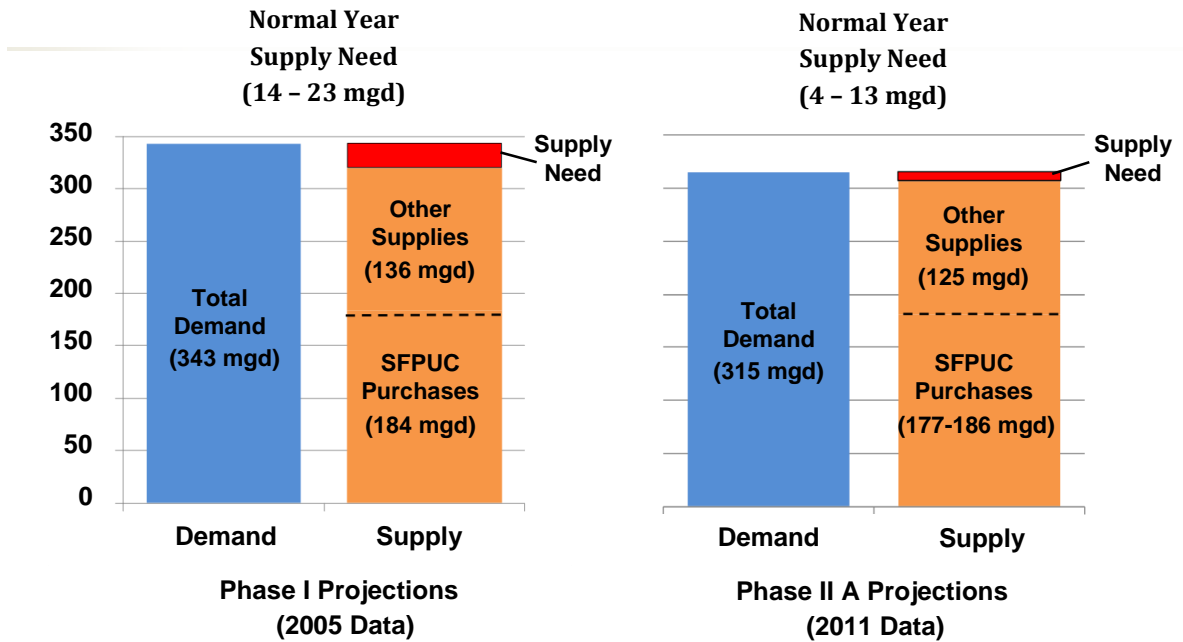 Normal Year
Supply Need
(14 – 23 mgd)
350
300
250
200
150
100
50
0
Total
Demand
(343 mgd)
Other
Supplies
(136 mgd)
SFPUC
Purchases
(184 mgd)
Supply
Need
Demand
Supply
Phase I Projections
(2005 Data)
Normal Year
Supply Need
(4 – 13 mgd)
Total
Demand
(315 mgd)
Other
Supplies
(125 mgd)
SFPUC
Purchases
(177-186 mgd)
Supply
Need
Demand
Supply
Phase II A Projections
(2011 Data)